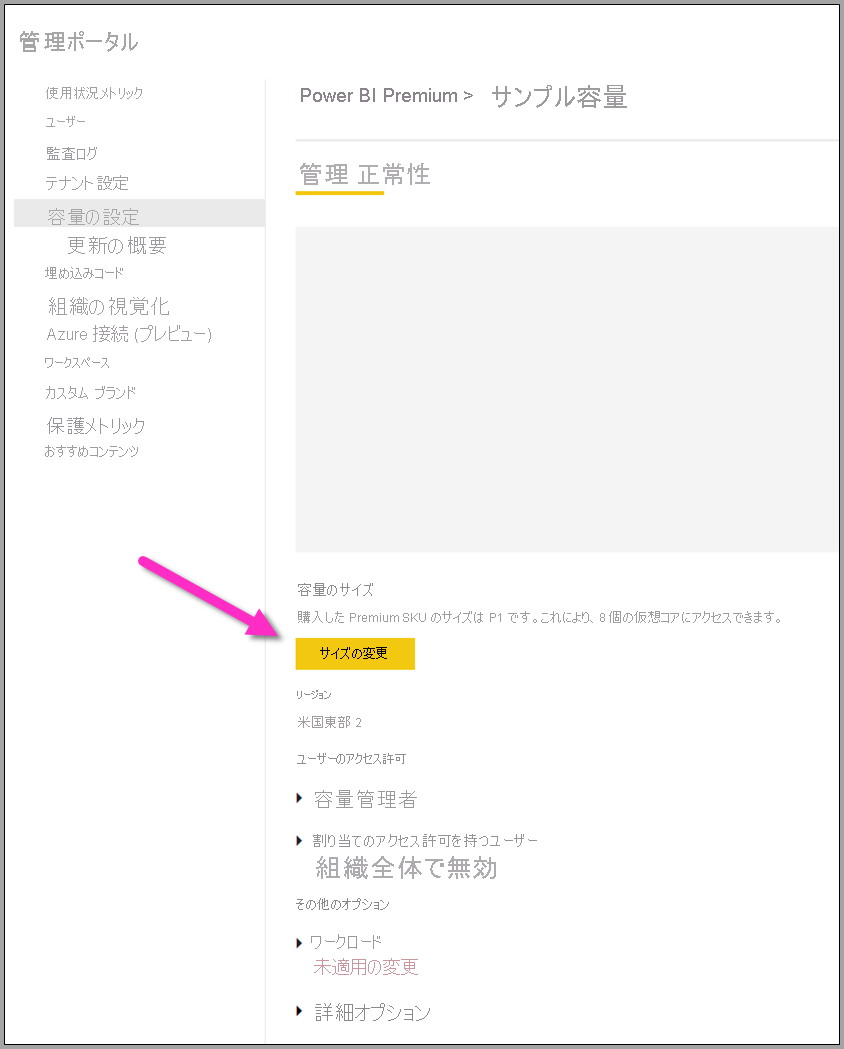 管理ポータル
使用状況メトリック
ユーザー
監査ログ
テナント設定
容量の設定
更新の概要
埋め込みコード
組織の視覚化
Azure 接続 (プレビュー)
ワークスペース
カスタム ブランド
保護メトリック
おすすめコンテンツ
Power BI Premium > サンプル容量
管理 正常性
容量のサイズ
購入した Premium SKU のサイズは P1 です。これにより、8 個の仮想コアにアクセスできます。
サイズの変更
リージョン
米国東部 2
ユーザーのアクセス許可
容量管理者
割り当てのアクセス許可を持つユーザー
組織全体で無効
その他のオプション
ワークロード
未適用の変更
詳細オプション